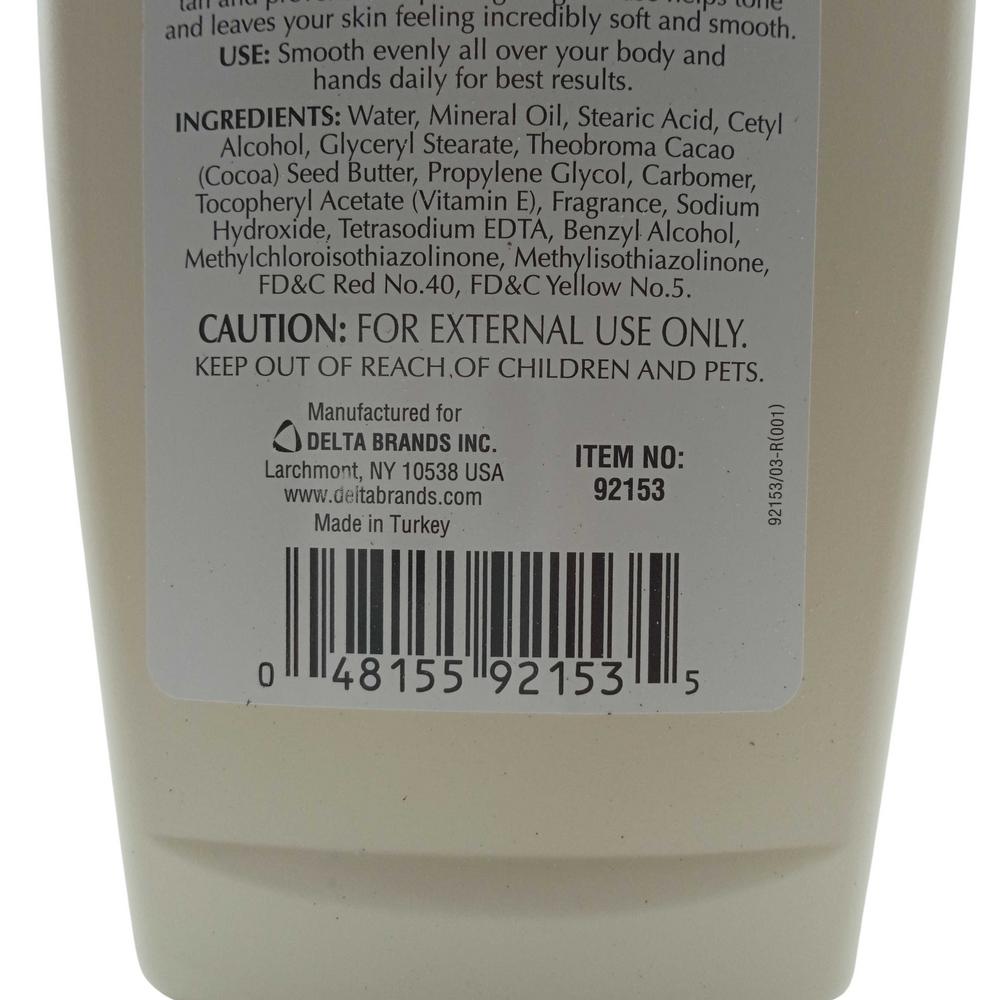 and leaves your skin feeling incredibly soft and smooth.
USE: Smooth evenly all over your body and
hands daily for best results.
INGREDIENTS: Water, Mineral Oil, Stearic Acid, Cetyl
Alcohol, Glyceryl Stearate, Theobroma Cacao
(Cocoa) Seed Butter, Propylene Glycol, Carbomer,
Tocopheryl Acetate (Vitamin E), Fragrance, Sodium
Hydroxide, Tetrasodium EDTA, Benzyl Alcohol,
Methylchloroisothiazolinone, Methylisothiazolinone,
FD&C Red No.40, FD&C Yellow No.5.
CAUTION: FOR EXTERNAL USE ONLY.
KEEP OUT OF REACH OF CHILDREN AND PETS.
Manufactured for
DELTA BRANDS INC.
Larchmont, NY 10538 USA
www.deltabrands.com
Made in Turkey
ITEM NO:
92153
92153/03-R(001)
0 48155 92153 5